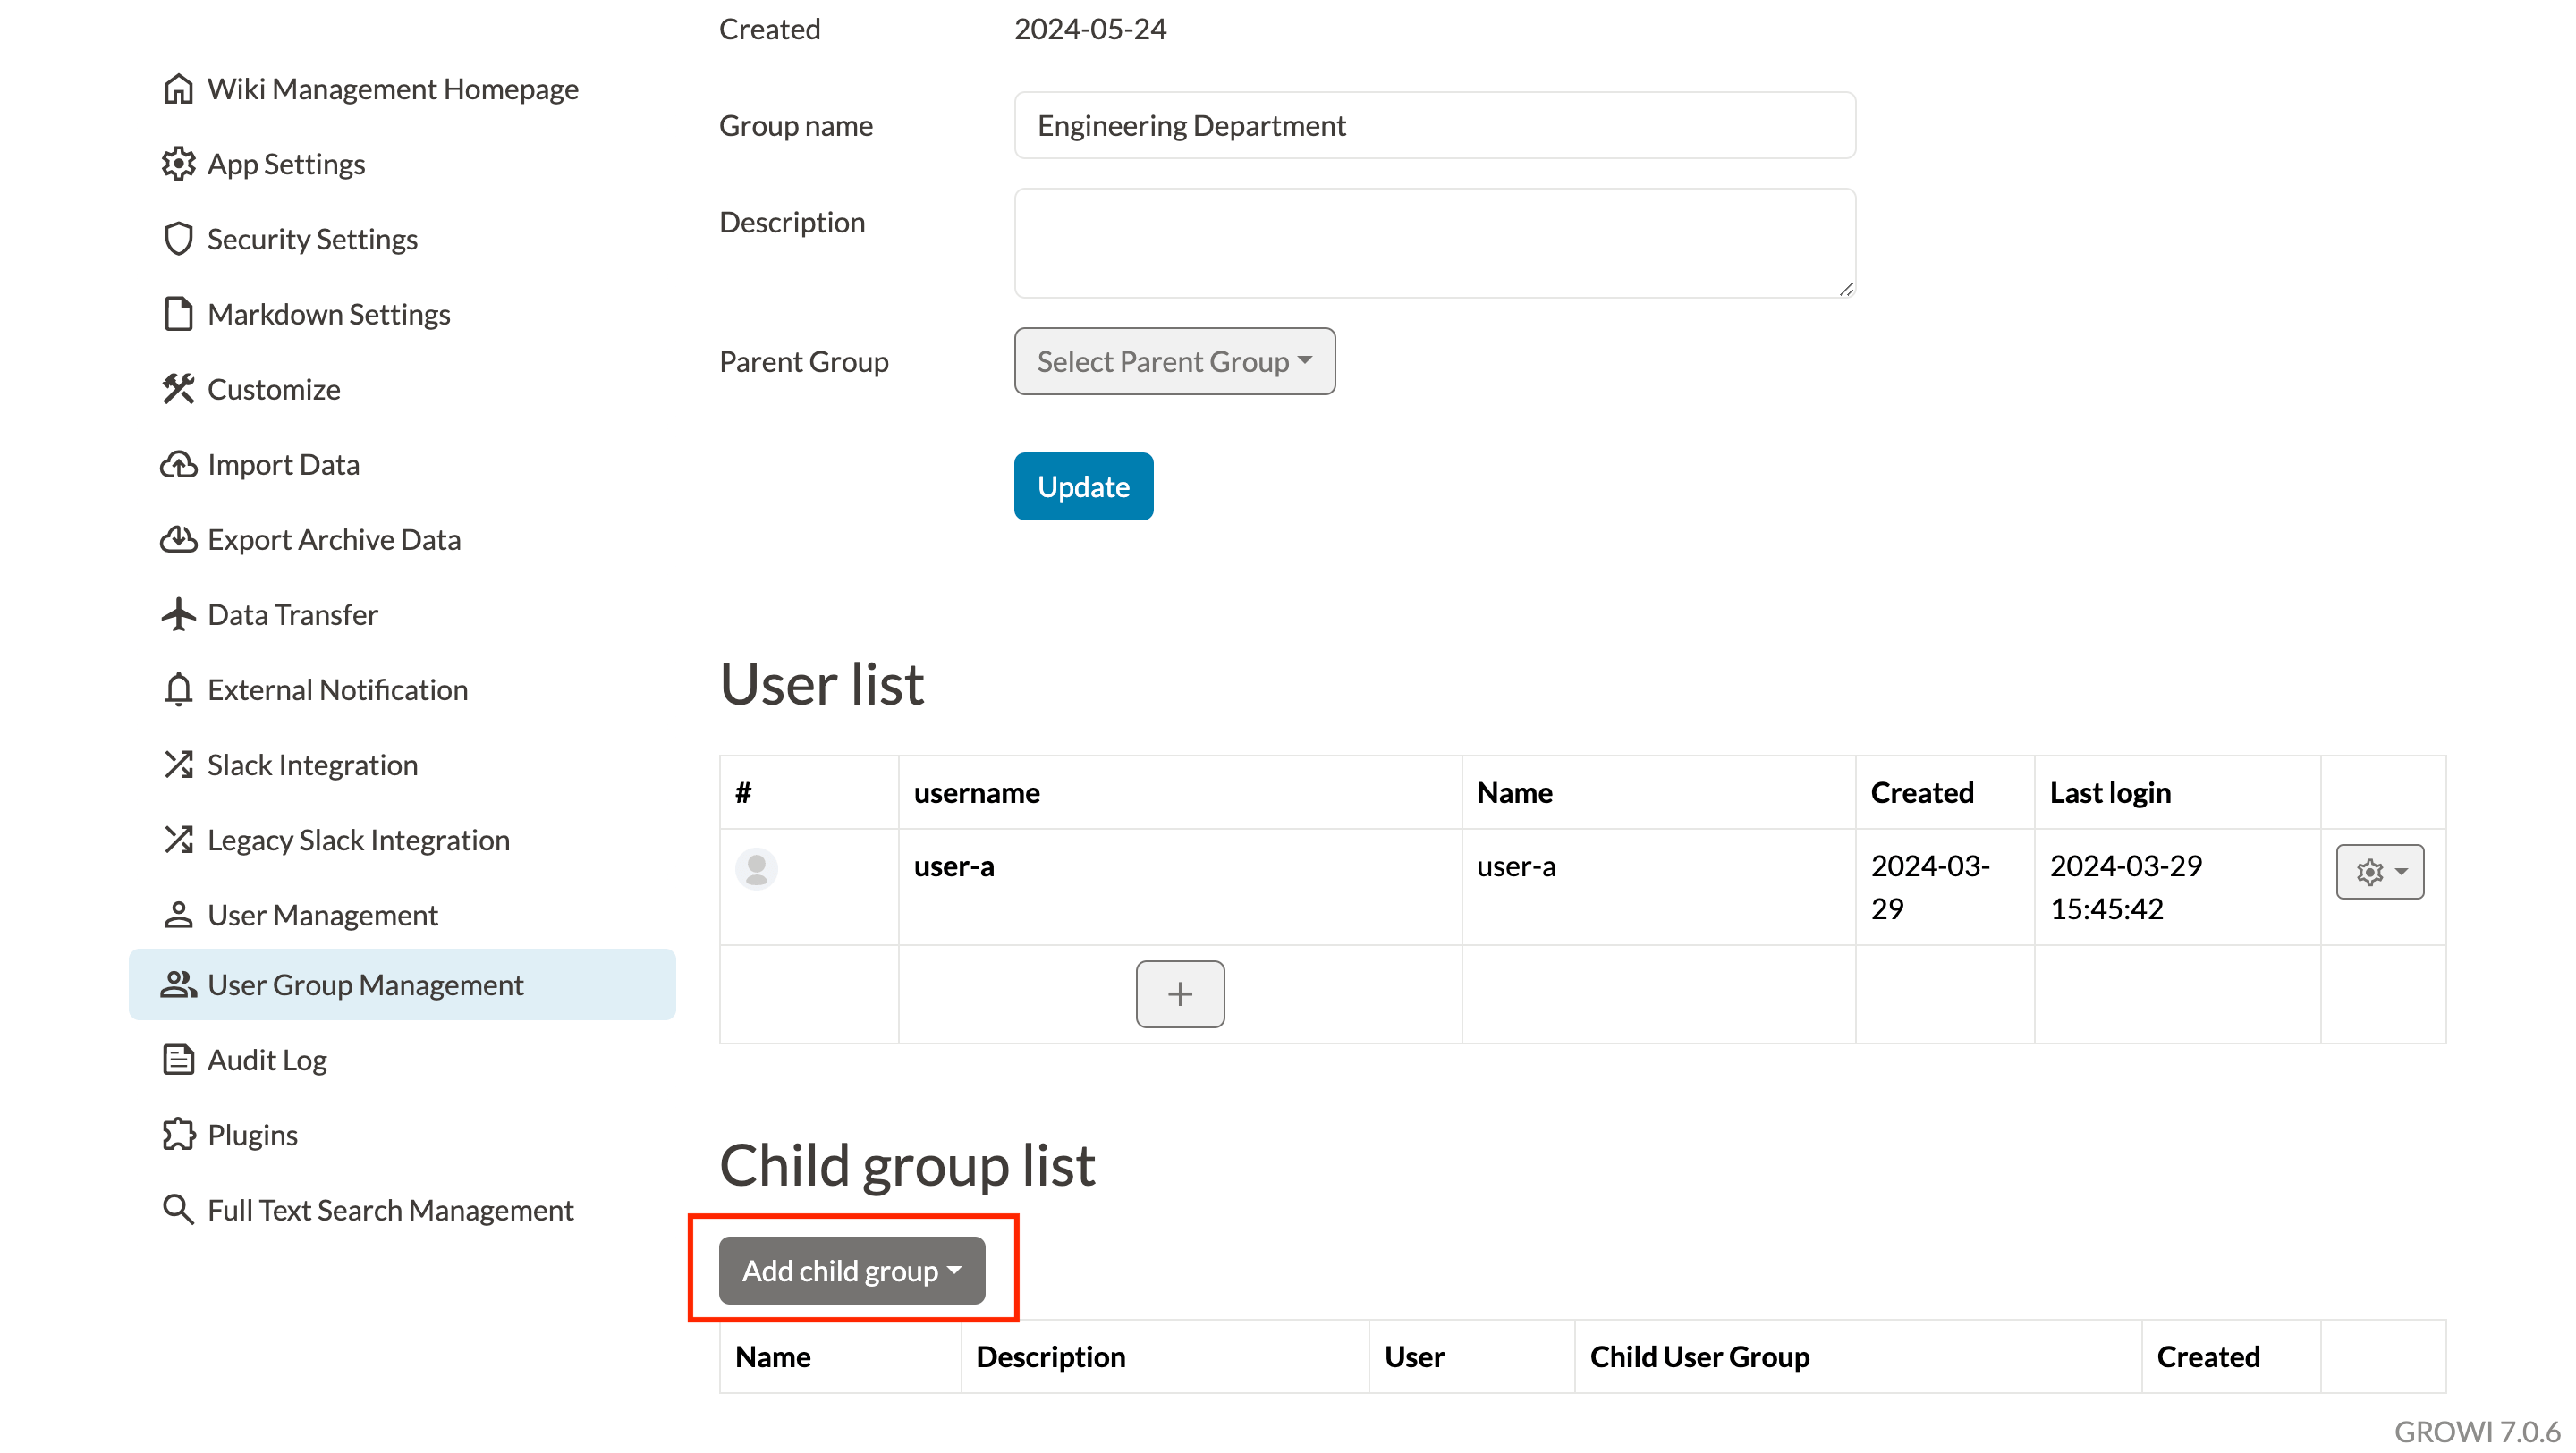 Wiki Management Homepage
App Settings
Security Settings
Markdown Settings
Customize
Import Data
Export Archive Data
Data Transfer
External Notification
Slack Integration
Legacy Slack Integration
User Management
User Group Management
Audit Log
Plugins
Full Text Search Management
Created 2024-05-24
Group name Engineering Department
Description
Parent Group Select Parent Group
Update
User list
# username Name Created Last login
user-a user-a 2024-03- 2024-03-29
29 15:45:42
+
Child group list
Add child group
Name Description User Child User Group Created
GROWI 7.0.6